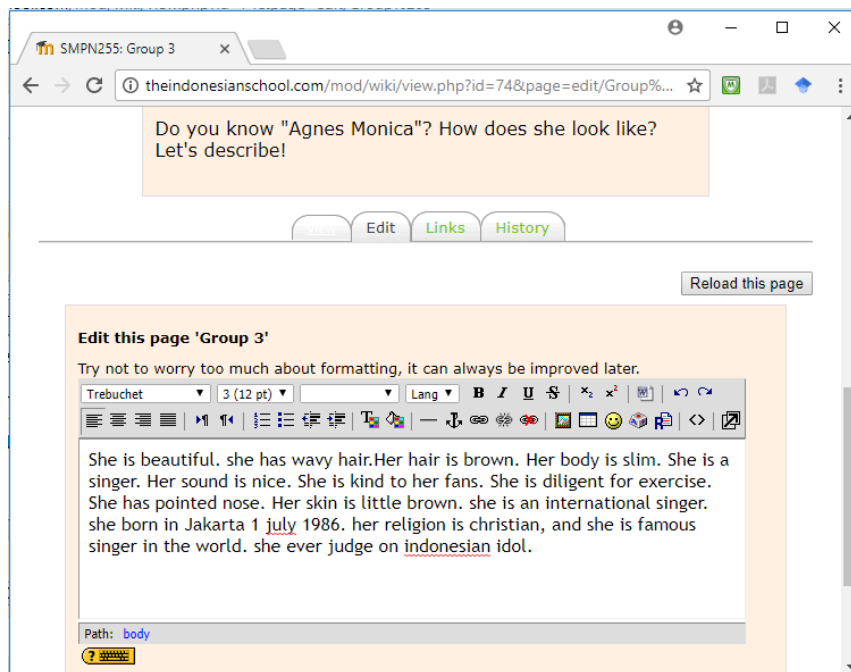 SMPN255: Group 3
theindonesianschool.com/mod/wiki/view.php?id=74&page=edit/Group%...
Do you know "Agnes Monica"? How does she look like?
Let's describe!
Edit Links History
Reload this page
Edit this page 'Group 3'
Try not to worry too much about formatting, it can always be improved later.
Trebuchet 3 (12 pt) Lang B I U S x₂ x²
She is beautiful. she has wavy hair.Her hair is brown. Her body is slim. She is a
singer. Her sound is nice. She is kind to her fans. She is diligent for exercise.
She has pointed nose. Her skin is little brown. she is an international singer.
she born in Jakarta 1 july 1986. her religion is christian, and she is famous
singer in the world. she ever judge on indonesian idol.
Path: body
?